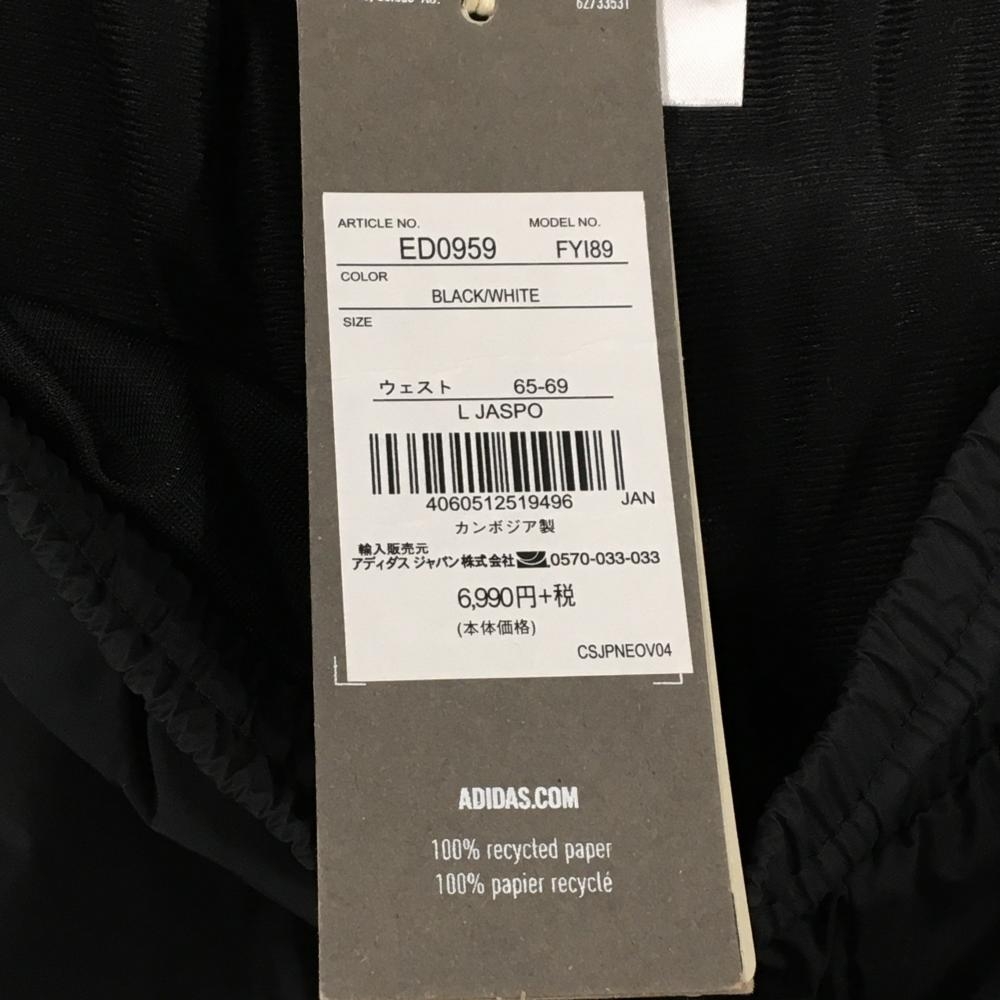 62733531
ARTICLE NO. MODEL NO.
ED0959 FYI89
COLOR
BLACK/WHITE
SIZE
ウェスト 65-69
L JASPO
4060512519496 JAN
カンボジア製
輸入販売元
アディダス ジャパン株式会社 0570-033-033
6,990円+税
(本体価格)
CSJPNEOV04
ADIDAS.COM
100% recycled paper
100% papier recyclé